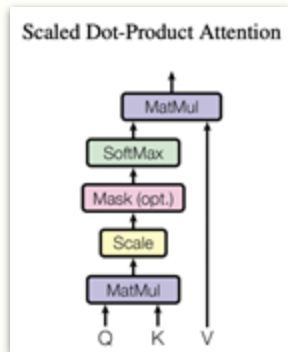 Scaled Dot-Product Attention
MatMul
SoftMax
Mask (opt.)
Scale
MatMul
Q K V